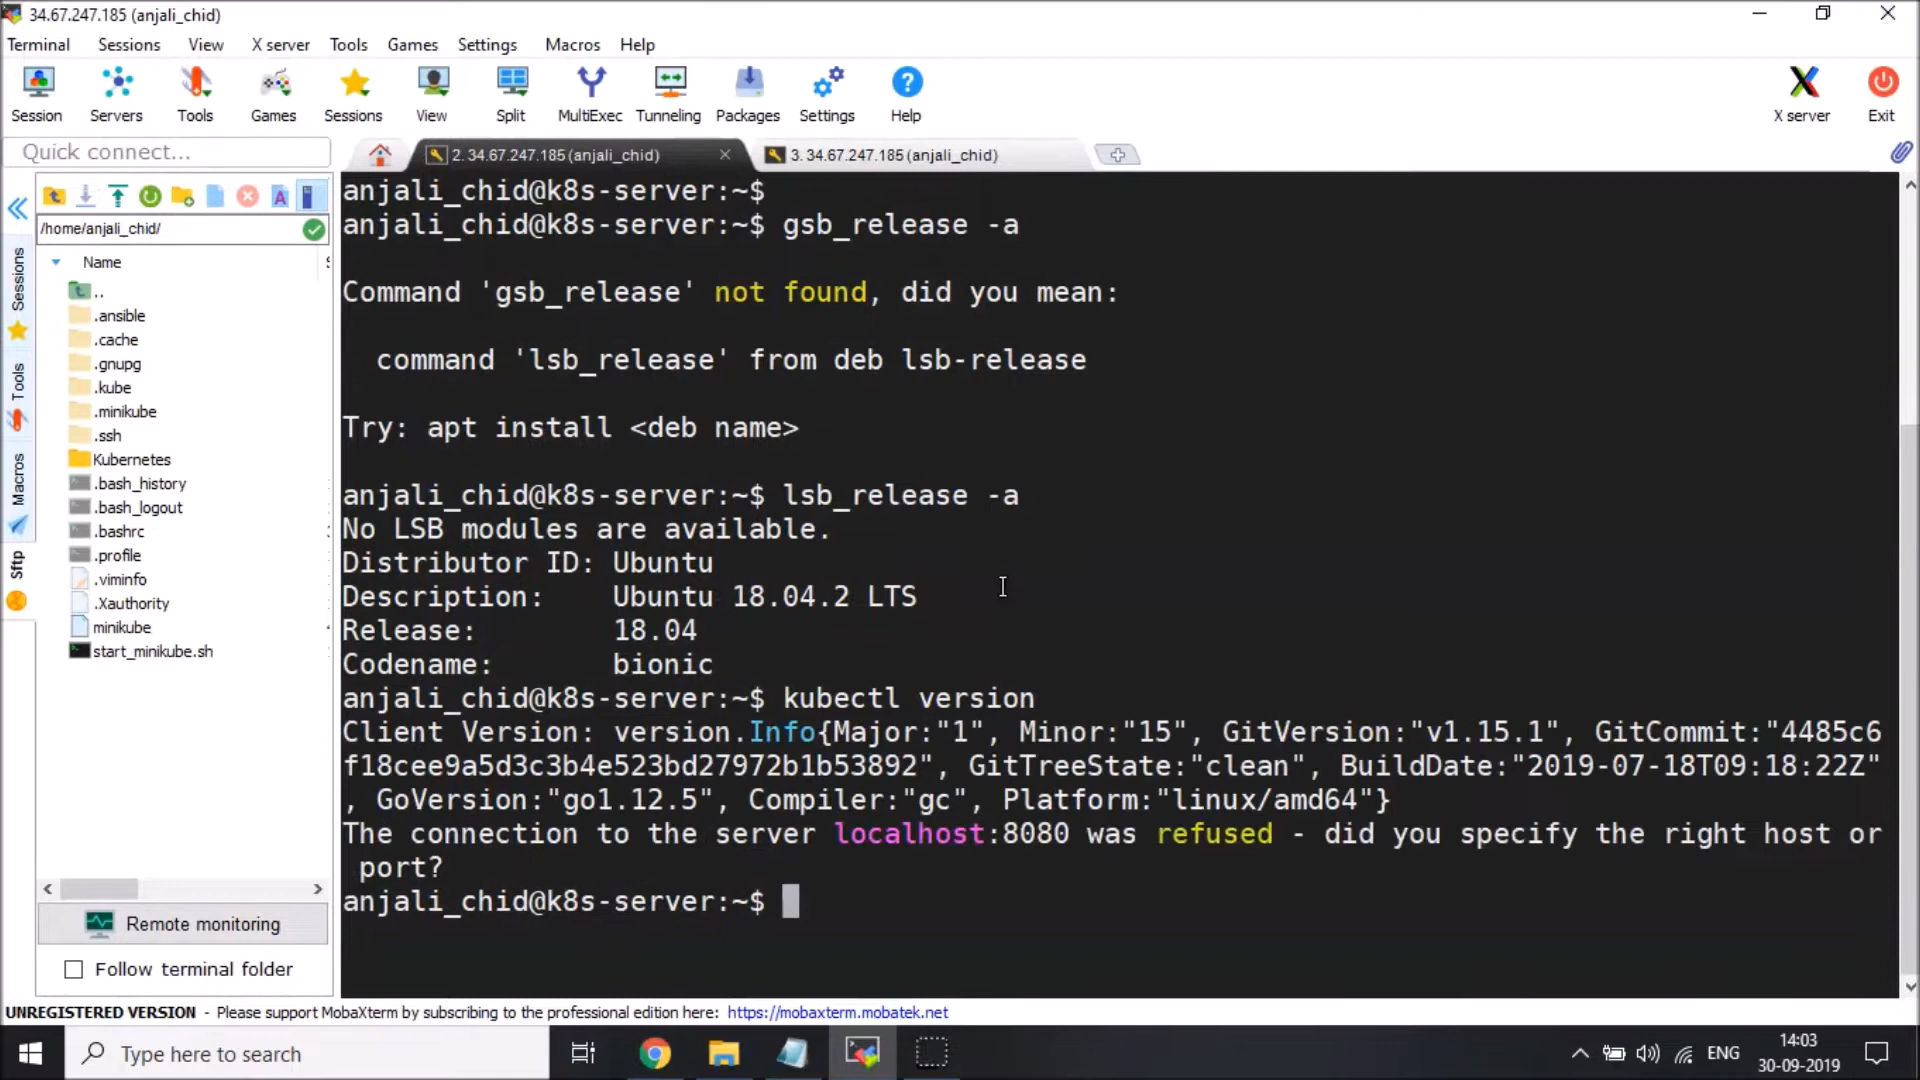 34.67.247.185 (anjali_chid)
Terminal Sessions View X server Tools Games Settings Macros Help
Session Servers Tools Games Sessions View Split MultiExec Tunneling Packages Settings Help X server Exit
Quick connect...
2. 34.67.247.185 (anjali_chid)
3. 34.67.247.185 (anjali_chid)
/home/anjali_chid/
Name
..
.ansible
.cache
.gnupg
.kube
.minikube
.ssh
Kubernetes
.bash_history
.bash_logout
.bashrc
.profile
.viminfo
.Xauthority
minikube
start_minikube.sh
Sessions
Tools
Macros
Sftp
Remote monitoring
Follow terminal folder
anjali_chid@k8s-server:~$
anjali_chid@k8s-server:~$ gsb_release -a
Command 'gsb_release' not found, did you mean:
command 'lsb_release' from deb lsb-release
Try: apt install <deb name>
anjali_chid@k8s-server:~$ lsb_release -a
No LSB modules are available.
Distributor ID: Ubuntu
Description: Ubuntu 18.04.2 LTS
Release: 18.04
Codename: bionic
anjali_chid@k8s-server:~$ kubectl version
Client Version: version.Info{Major:"1", Minor:"15", GitVersion:"v1.15.1", GitCommit:"4485c6
f18cee9a5d3c3b4e523bd27972b1b53892", GitTreeState:"clean", BuildDate:"2019-07-18T09:18:22Z"
, GoVersion:"go1.12.5", Compiler:"gc", Platform:"linux/amd64"}
The connection to the server localhost:8080 was refused - did you specify the right host or
port?
anjali_chid@k8s-server:~$
UNREGISTERED VERSION - Please support MobaXterm by subscribing to the professional edition here: https://mobaxterm.mobatek.net
Type here to search
ENG
14:03
30-09-2019